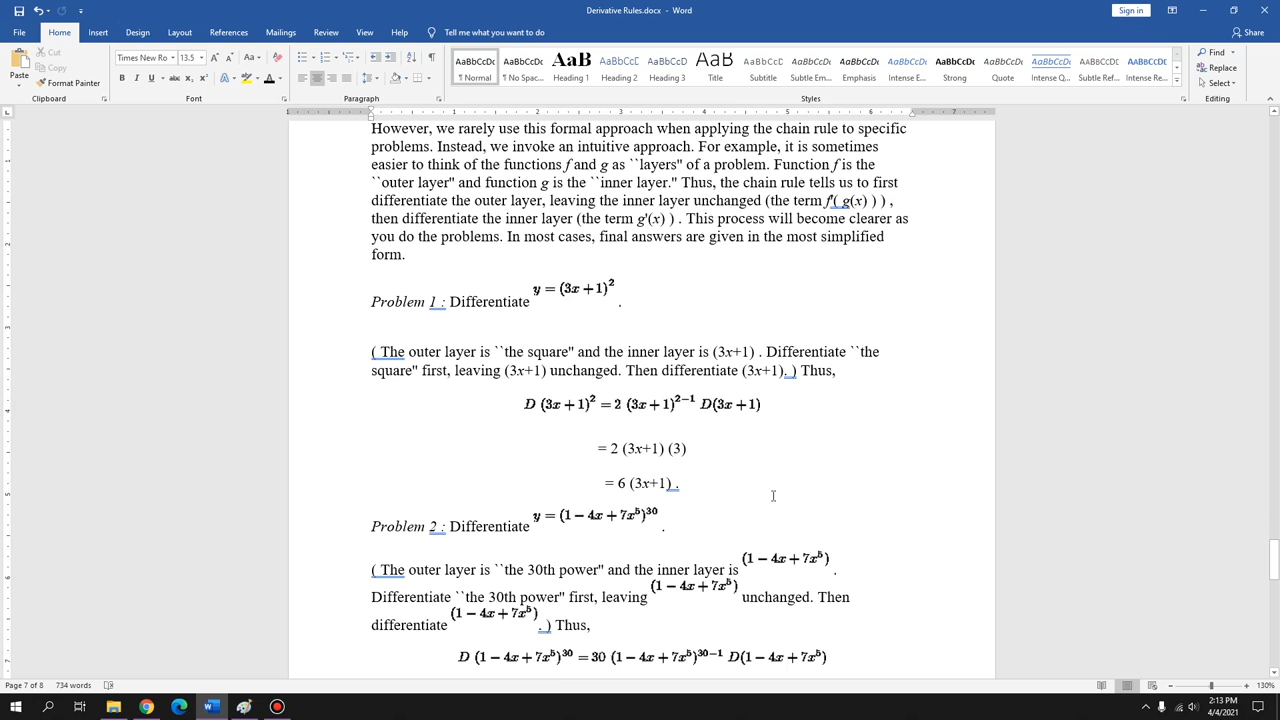 Derivative Rules.docx - Word
Sign in
File Home Insert Design Layout References Mailings Review View Help Tell me what you want to do Share
Cut
Copy
Format Painter
Paste
Times New Ro 13.5
Clipboard Font Paragraph Styles Editing
AaBbCcDc AaBbCcDc AaB AaBbC AaBbC AaB AaBbCcD AaBbCcDc AaBbCcDc AaBbCcDc AaBbCcDc AaBbCcDc AaBbCcDc AaBbCcDc AaBbCcDc
¶ Normal ¶ No Spac... Heading 1 Heading 2 Heading 3 Title Subtitle Subtle Em... Emphasis Intense E... Strong Quote Intense Q... Subtle Ref... Intense Re...
Find
Replace
Select
However, we rarely use this formal approach when applying the chain rule to specific
problems. Instead, we invoke an intuitive approach. For example, it is sometimes
easier to think of the functions f and g as ``layers'' of a problem. Function f is the
``outer layer'' and function g is the ``inner layer.'' Thus, the chain rule tells us to first
differentiate the outer layer, leaving the inner layer unchanged (the term f'( g(x) ) ) ,
then differentiate the inner layer (the term g'(x) ) . This process will become clearer as
you do the problems. In most cases, final answers are given in the most simplified
form.
Problem 1 : Differentiate y = (3x + 1)² .
( The outer layer is ``the square'' and the inner layer is (3x+1) . Differentiate ``the
square'' first, leaving (3x+1) unchanged. Then differentiate (3x+1). ) Thus,
D (3x + 1)² = 2 (3x + 1)²⁻¹ D(3x + 1)
= 2 (3x+1) (3)
= 6 (3x+1) .
Problem 2 : Differentiate y = (1 − 4x + 7x⁵)³⁰ .
( The outer layer is ``the 30th power'' and the inner layer is (1 − 4x + 7x⁵) .
Differentiate ``the 30th power'' first, leaving (1 − 4x + 7x⁵) unchanged. Then
differentiate (1 − 4x + 7x⁵). ) Thus,
D (1 − 4x + 7x⁵)³⁰ = 30 (1 − 4x + 7x⁵)³⁰⁻¹ D(1 − 4x + 7x⁵)
Page 7 of 8 734 words 130%
2:13 PM
4/4/2021